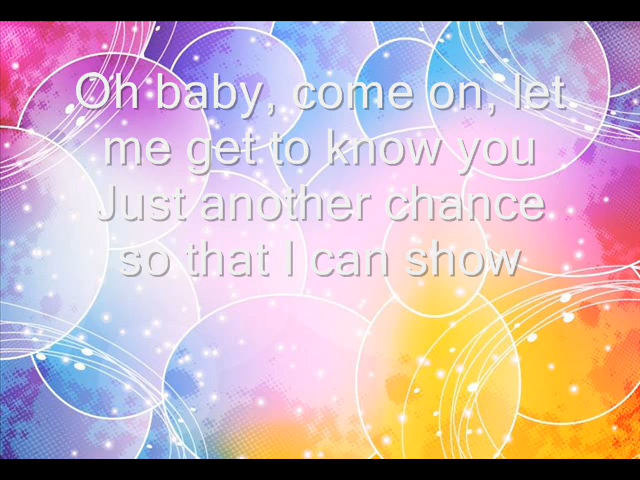 Oh baby, come on, let
me get to know you
Just another chance
so that I can show